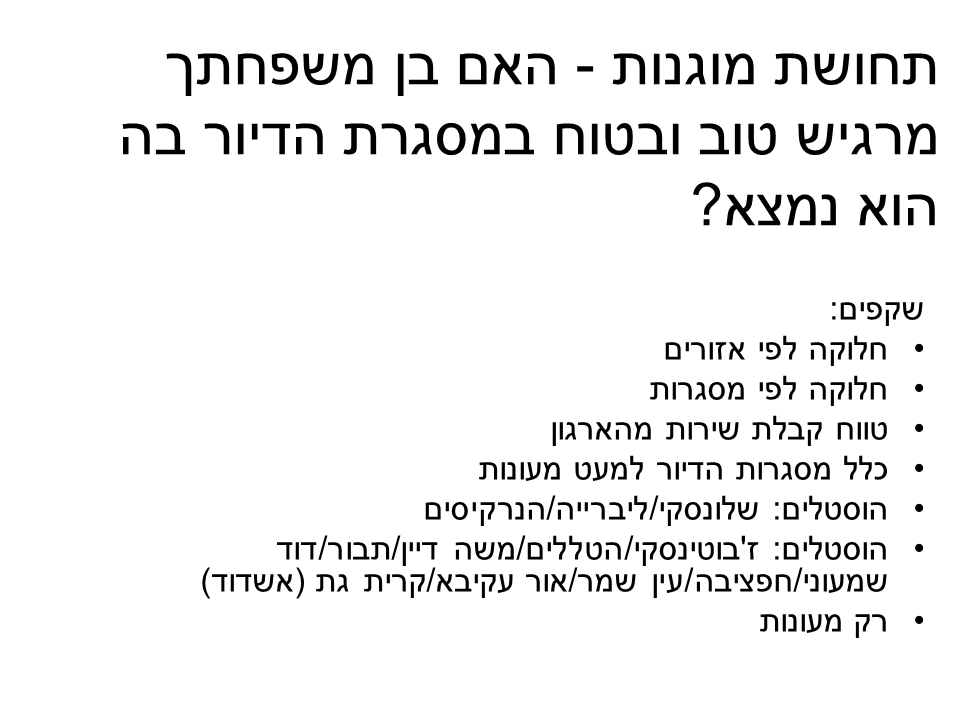 תחושת מוגנות - האם בן משפחתך
מרגיש טוב ובטוח במסגרת הדיור בה
הוא נמצא?
שקפים:
• חלוקה לפי אזורים
• חלוקה לפי מסגרות
• טווח קבלת שירות מהארגון
• כלל מסגרות הדיור למעט מעונות
• הוסטלים: שלונסקי/ליברייה/הנרקיסים
• הוסטלים: ז'בוטינסקי/הטללים/משה דיין/תבור/דוד
שמעוני/חפציבה/עין שמר/אור עקיבא/קרית גת (אשדוד)
• רק מעונות